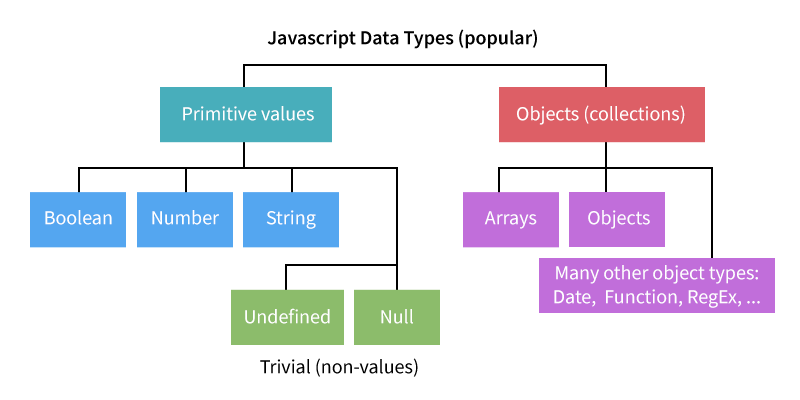 Javascript Data Types (popular)
Primitive values
Objects (collections)
Boolean
Number
String
Arrays
Objects
Many other object types:
Date, Function, RegEx, ...
Undefined
Null
Trivial (non-values)